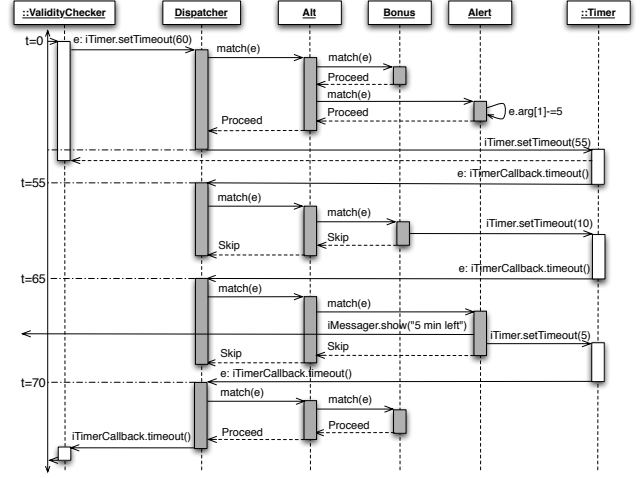 ::ValidityChecker Dispatcher Alt Bonus Alert ::Timer
t=0 e: iTimer.setTimeout(60)
match(e)
match(e)
Proceed
match(e)
Proceed Proceed e.arg[1]-=5
iTimer.setTimeout(55)
e: iTimerCallback.timeout()
t=55
match(e)
match(e)
iTimer.setTimeout(10)
Skip Skip
e: iTimerCallback.timeout()
t=65
match(e)
match(e)
iMessager.show("5 min left")
iTimer.setTimeout(5)
Skip Skip
e: iTimerCallback.timeout()
t=70
match(e)
match(e)
Proceed Proceed
iTimerCallback.timeout()